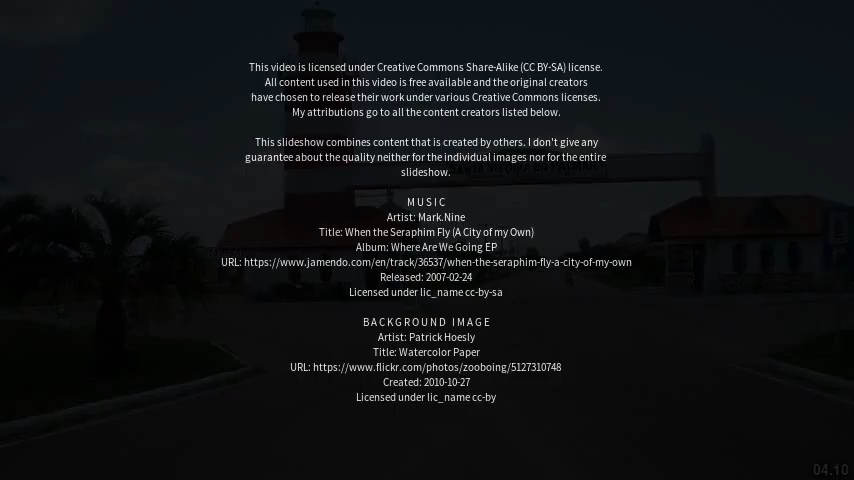 This video is licensed under Creative Commons Share-Alike (CC BY-SA) license.
All content used in this video is free available and the original creators
have chosen to release their work under various Creative Commons licenses.
My attributions go to all the content creators listed below.
This slideshow combines content that is created by others. I don't give any
guarantee about the quality neither for the individual images nor for the entire
slideshow.
MUSIC
Artist: Mark.Nine
Title: When the Seraphim Fly (A City of my Own)
Album: Where Are We Going EP
URL: https://www.jamendo.com/en/track/36537/when-the-seraphim-fly-a-city-of-my-own
Released: 2007-02-24
Licensed under lic_name cc-by-sa
BACKGROUND IMAGE
Artist: Patrick Hoesly
Title: Watercolor Paper
URL: https://www.flickr.com/photos/zooboing/5127310748
Created: 2010-10-27
Licensed under lic_name cc-by
04.10